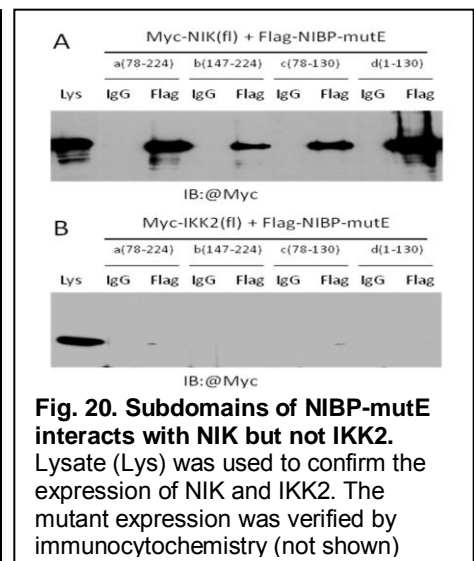 A
Myc-NIK(fl) + Flag-NIBP-mutE
a(78-224) b(147-224) c(78-130) d(1-130)
Lys IgG Flag IgG Flag IgG Flag IgG Flag
IB:@Myc
B
Myc-IKK2(fl) + Flag-NIBP-mutE
a(78-224) b(147-224) c(78-130) d(1-130)
Lys IgG Flag IgG Flag IgG Flag IgG Flag
IB:@Myc
Fig. 20. Subdomains of NIBP-mutE
interacts with NIK but not IKK2.
Lysate (Lys) was used to confirm the
expression of NIK and IKK2. The
mutant expression was verified by
immunocytochemistry (not shown)